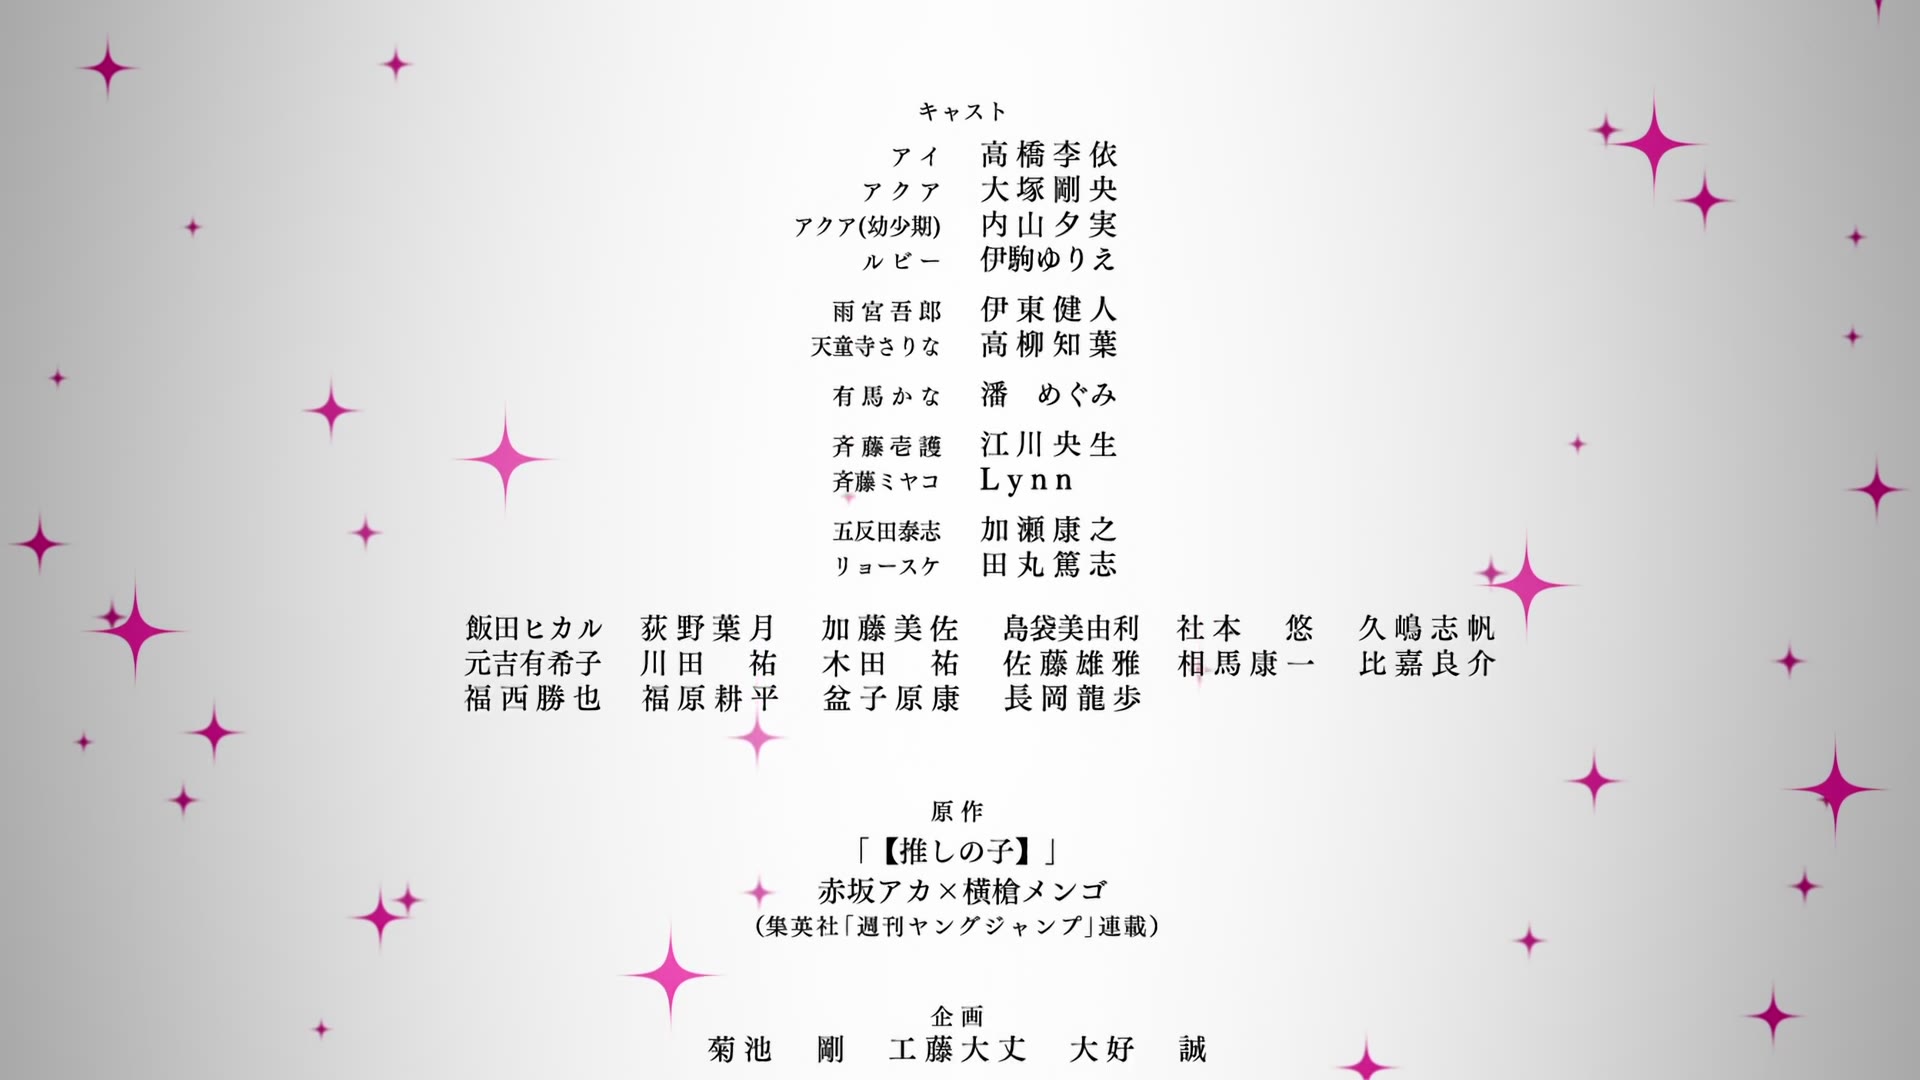 キャスト
アイ 高橋李依
アクア 大塚剛央
アクア(幼少期) 内山夕実
ルビー 伊駒ゆりえ
雨宮吾郎 伊東健人
天童寺さりな 高柳知葉
有馬かな 潘 めぐみ
斉藤壱護 江川央生
斉藤ミヤコ Lynn
五反田泰志 加瀬康之
リョースケ 田丸篤志
飯田ヒカル 荻野葉月 加藤美佐 島袋美由利 社本 悠 久嶋志帆
元吉有希子 川田 祐 木田 祐 佐藤雄雅 相馬康一 比嘉良介
福西勝也 福原耕平 盆子原康 長岡龍歩
原作
「【推しの子】」
赤坂アカ×横槍メンゴ
(集英社「週刊ヤングジャンプ」連載)
企画
菊池 剛 工藤大丈 大好 誠